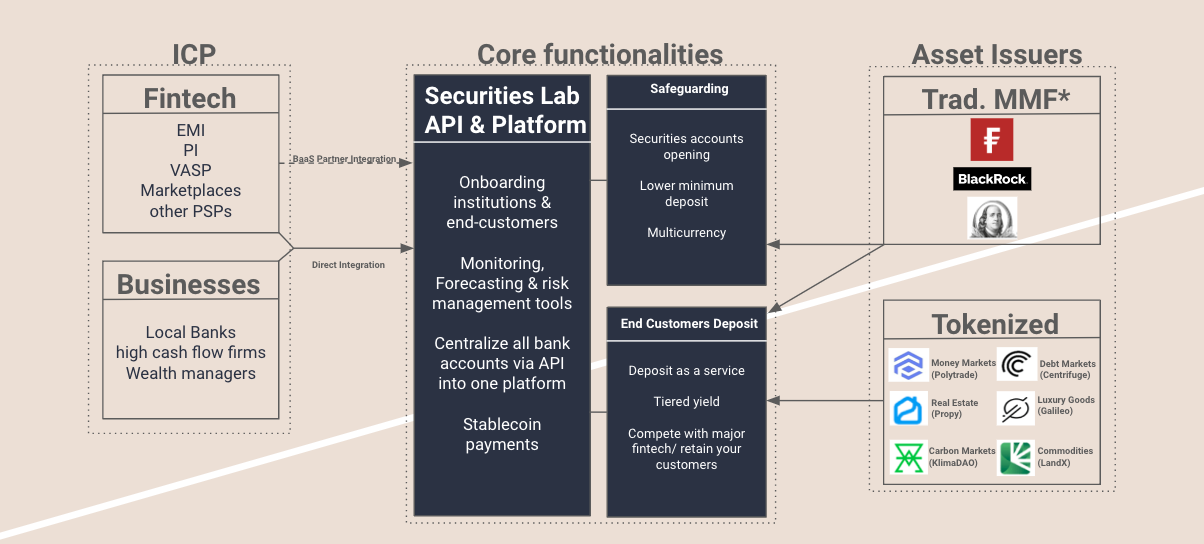 ICP
Fintech
EMI
PI
VASP
Marketplaces
other PSPs
Businesses
Local Banks
high cash flow firms
Wealth managers
BaaS Partner Integration
Direct Integration
Core functionalities
Securities Lab
API & Platform
Onboarding
institutions &
end-customers
Monitoring,
Forecasting & risk
management tools
Centralize all bank
accounts via API
into one platform
Stablecoin
payments
Safeguarding
Securities accounts
opening
Lower minimum
deposit
Multicurrency
End Customers Deposit
Deposit as a service
Tiered yield
Compete with major
fintech/ retain your
customers
Asset Issuers
Trad. MMF*
BlackRock
Tokenized
Money Markets
(Polytrade)
Debt Markets
(Centrifuge)
Real Estate
(Propy)
Luxury Goods
(Galileo)
Carbon Markets
(KlimaDAO)
Commodities
(LandX)